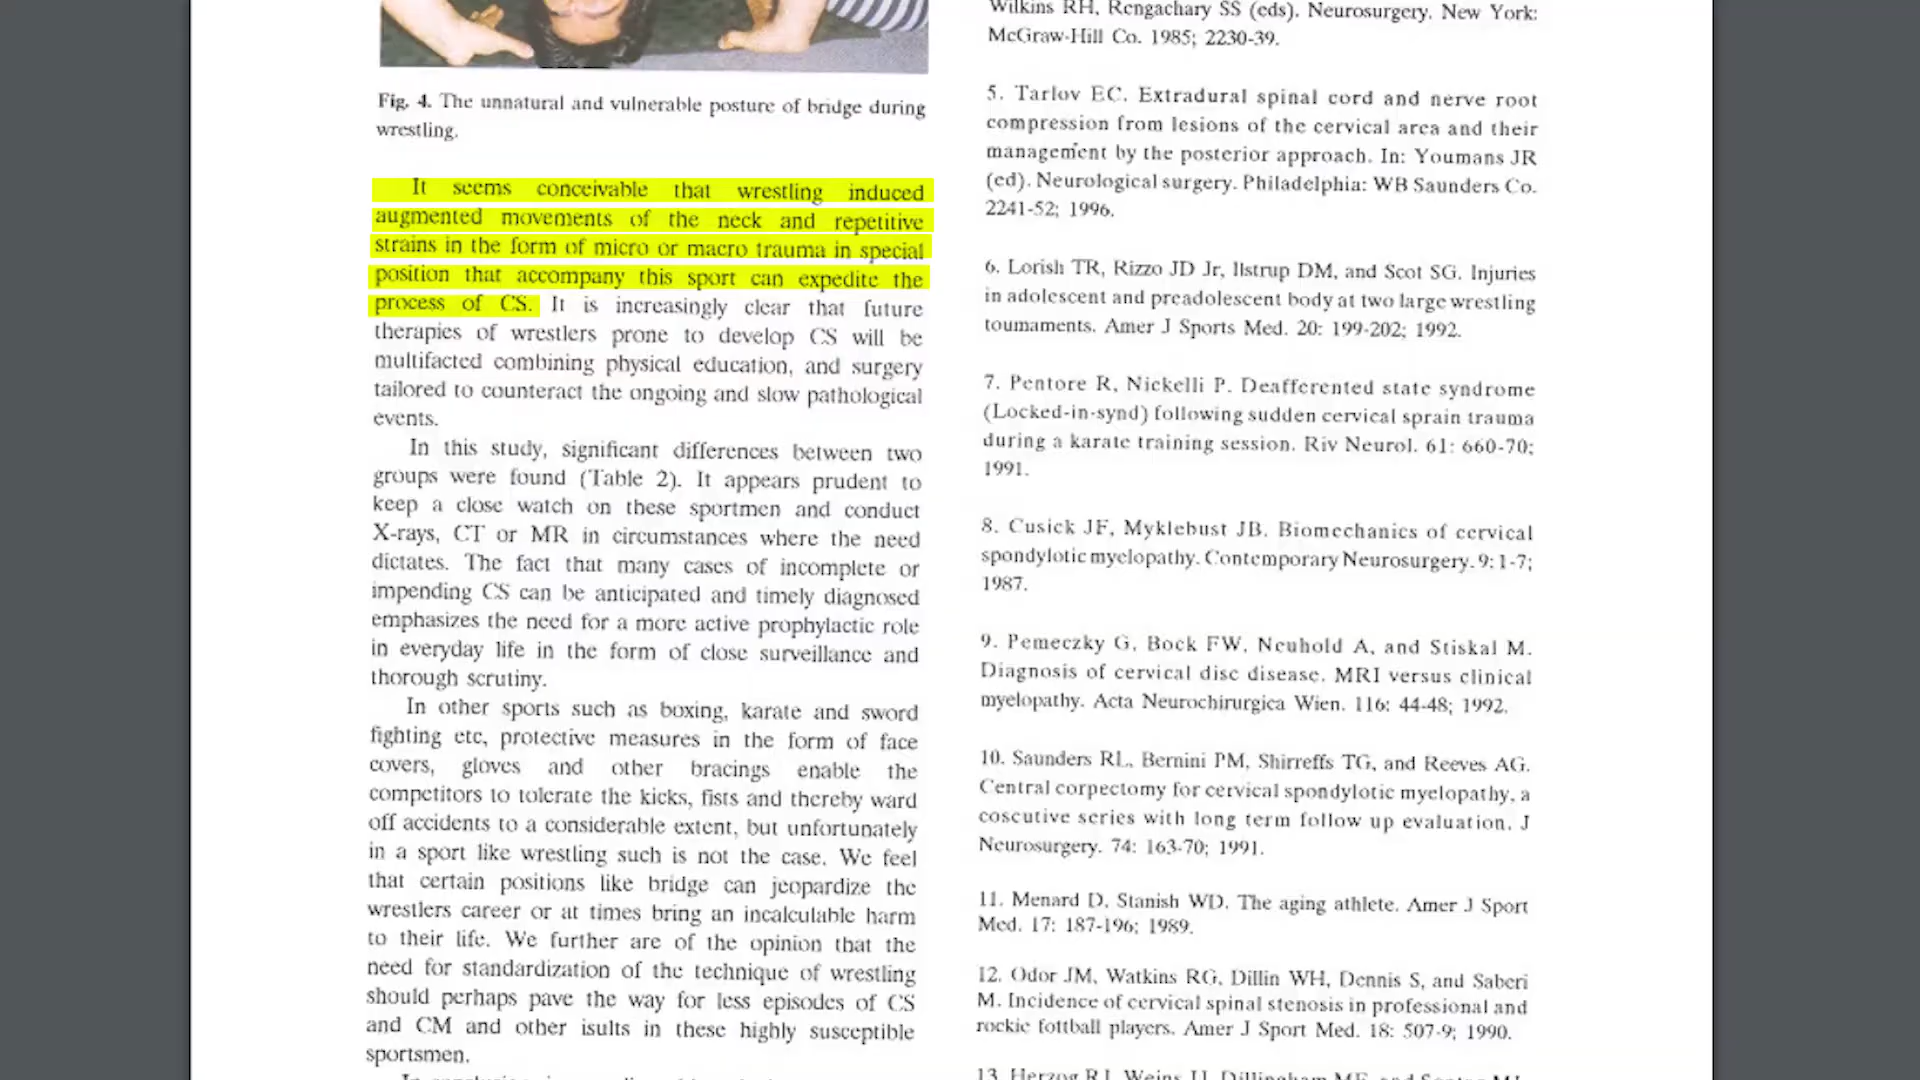 Fig. 4. The unnatural and vulnerable posture of bridge during
wrestling.
It seems conceivable that wrestling induced
augmented movements of the neck and repetitive
strains in the form of micro or macro trauma in special
position that accompany this sport can expedite the
process of CS. It is increasingly clear that future
therapies of wrestlers prone to develop CS will be
multifacted combining physical education, and surgery
tailored to counteract the ongoing and slow pathological
events.
In this study, significant differences between two
groups were found (Table 2). It appears prudent to
keep a close watch on these sportmen and conduct
X-rays, CT or MR in circumstances where the need
dictates. The fact that many cases of incomplete or
impending CS can be anticipated and timely diagnosed
emphasizes the need for a more active prophylactic role
in everyday life in the form of close surveillance and
thorough scrutiny.
In other sports such as boxing, karate and sword
fighting etc, protective measures in the form of face
covers, gloves and other bracings enable the
competitors to tolerate the kicks, fists and thereby ward
off accidents to a considerable extent, but unfortunately
in a sport like wrestling such is not the case. We feel
that certain positions like bridge can jeopardize the
wrestlers career or at times bring an incalculable harm
to their life. We further are of the opinion that the
need for standardization of the technique of wrestling
should perhaps pave the way for less episodes of CS
and CM and other isults in these highly susceptible
sportsmen.
Wilkins RH, Rengachary SS (eds). Neurosurgery. New York:
McGraw-Hill Co. 1985; 2230-39.
5. Tarlov EC. Extradural spinal cord and nerve root
compression from lesions of the cervical area and their
management by the posterior approach. In: Youmans JR
(ed). Neurological surgery. Philadelphia: WB Saunders Co.
2241-52; 1996.
6. Lorish TR, Rizzo JD Jr, Ilstrup DM, and Scot SG. Injuries
in adolescent and preadolescent body at two large wrestling
toumaments. Amer J Sports Med. 20: 199-202; 1992.
7. Pentore R, Nickelli P. Deafferented state syndrome
(Locked-in-synd) following sudden cervical sprain trauma
during a karate training session. Riv Neurol. 61: 660-70;
1991.
8. Cusick JF, Myklebust JB. Biomechanics of cervical
spondylotic myelopathy. Contemporary Neurosurgery. 9: 1-7;
1987.
9. Pemeczky G, Bock FW, Neuhold A, and Stiskal M.
Diagnosis of cervical disc disease. MRI versus clinical
myelopathy. Acta Neurochirurgica Wien. 116: 44-48; 1992.
10. Saunders RL, Bernini PM, Shirreffs TG, and Reeves AG.
Central corpectomy for cervical spondylotic myelopathy, a
coscutive series with long term follow up evaluation. J
Neurosurgery. 74: 163-70; 1991.
11. Menard D, Stanish WD. The aging athlete. Amer J Sport
Med. 17: 187-196; 1989.
12. Odor JM, Watkins RG, Dillin WH, Dennis S, and Saberi
M. Incidence of cervical spinal stenosis in professional and
rockie fottball players. Amer J Sport Med. 18: 507-9; 1990.